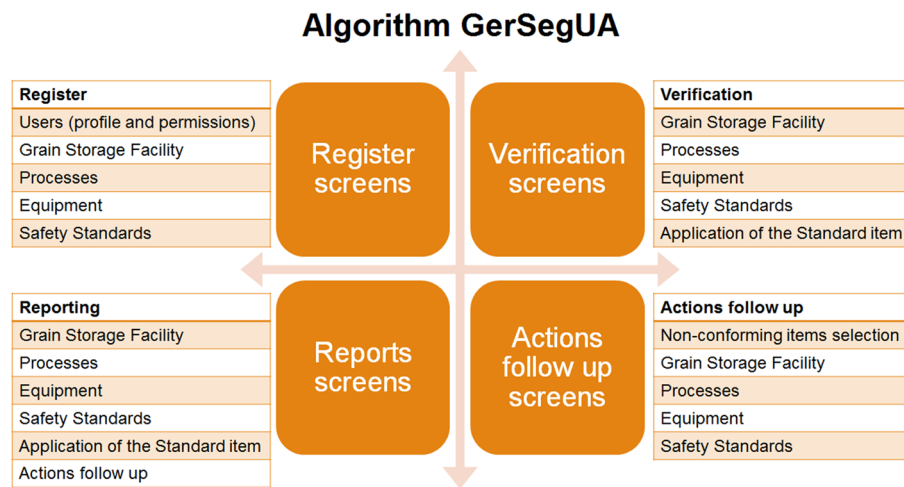 Algorithm GerSegUA
Register
Users (profile and permissions)
Grain Storage Facility
Processes
Equipment
Safety Standards
Register
screens
Verification
screens
Verification
Grain Storage Facility
Processes
Equipment
Safety Standards
Application of the Standard item
Reporting
Grain Storage Facility
Processes
Equipment
Safety Standards
Application of the Standard item
Actions follow up
Reports
screens
Actions
follow up
screens
Actions follow up
Non-conforming items selection
Grain Storage Facility
Processes
Equipment
Safety Standards